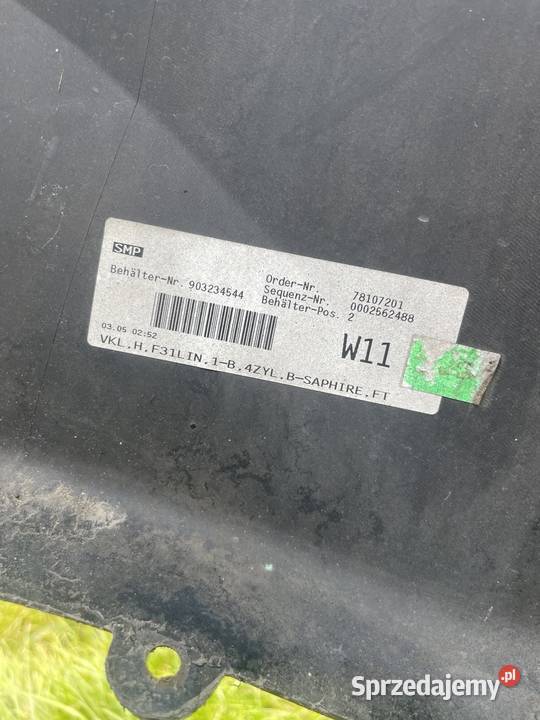 SMP
Behälter-Nr. 903234544
Order-Nr. 78107201
Sequenz-Nr. 0002562488
Behälter-Pos. 2
03.05 02:52
W11
VKL.H.F31LIN.1-B.4ZYL.B-SAPHIRE.FT
Sprzedajemy.pl